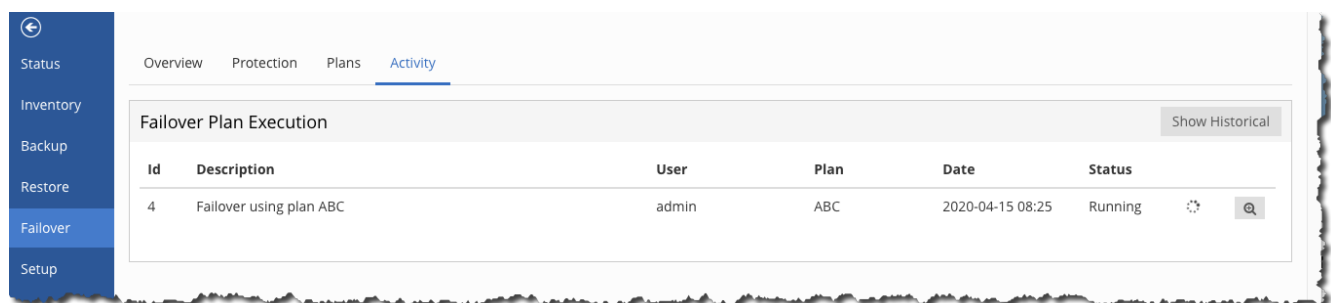 Status
Inventory
Backup
Restore
Failover
Setup
Overview Protection Plans Activity
Failover Plan Execution Show Historical
Id Description User Plan Date Status
4 Failover using plan ABC admin ABC 2020-04-15 08:25 Running